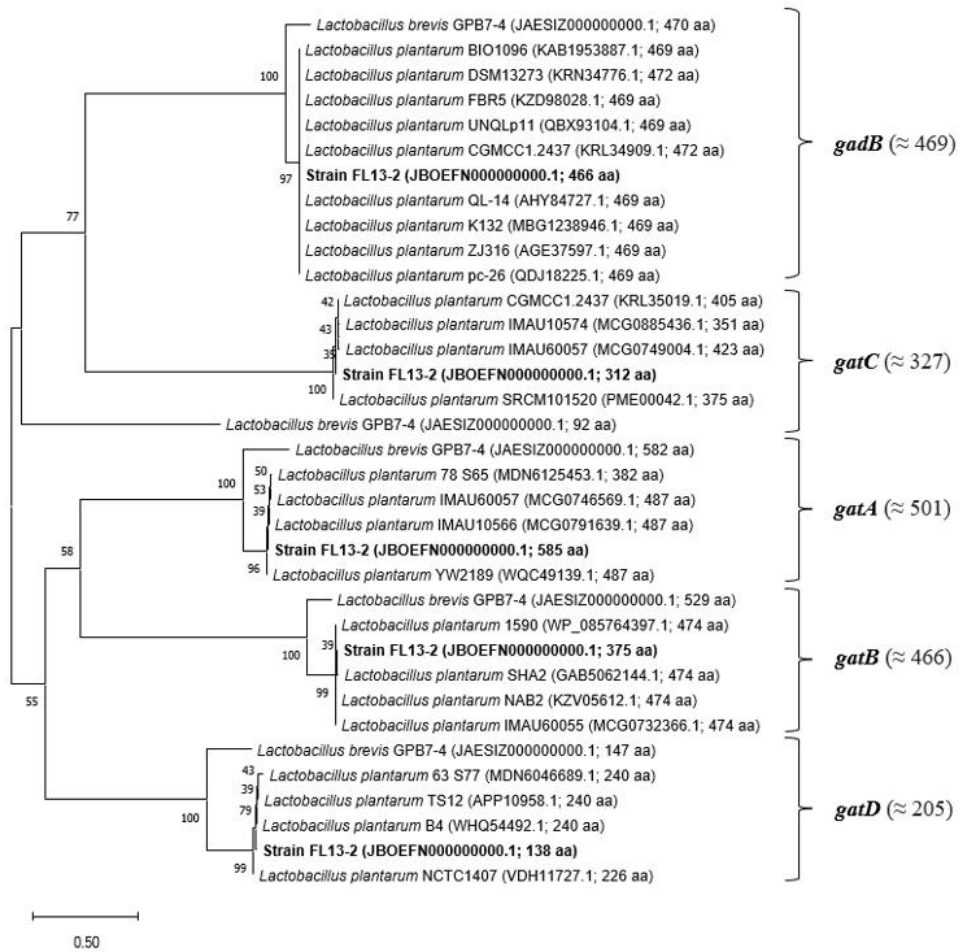 Lactobacillus brevis GPB7-4 (JAESIZ000000000.1; 470 aa)
Lactobacillus plantarum BIO1096 (KAB1953887.1; 469 aa)
100
Lactobacillus plantarum DSM13273 (KRN34776.1; 472 aa)
Lactobacillus plantarum FBR5 (KZD98028.1; 469 aa)
Lactobacillus plantarum UNQLp11 (QBX93104.1; 469 aa)
gadB (≈ 469)
Lactobacillus plantarum CGMCC1.2437 (KRL34909.1; 472 aa)
97
Strain FL13-2 (JBOEFN000000000.1; 466 aa)
Lactobacillus plantarum QL-14 (AHY84727.1; 469 aa)
77
Lactobacillus plantarum K132 (MBG1238946.1; 469 aa)
Lactobacillus plantarum ZJ316 (AGE37597.1; 469 aa)
Lactobacillus plantarum pc-26 (QDJ18225.1; 469 aa)
42
Lactobacillus plantarum CGMCC1.2437 (KRL35019.1; 405 aa)
43
Lactobacillus plantarum IMAU10574 (MCG0885436.1; 351 aa)
35
Lactobacillus plantarum IMAU60057 (MCG0749004.1; 423 aa)
gatC (≈ 327)
Strain FL13-2 (JBOEFN000000000.1; 312 aa)
100
Lactobacillus plantarum SRCM101520 (PME00042.1; 375 aa)
Lactobacillus brevis GPB7-4 (JAESIZ000000000.1; 92 aa)
Lactobacillus brevis GPB7-4 (JAESIZ000000000.1; 582 aa)
50
Lactobacillus plantarum 78 S65 (MDN6125453.1; 382 aa)
100
53
Lactobacillus plantarum IMAU60057 (MCG0746569.1; 487 aa)
gatA (≈ 501)
39
Lactobacillus plantarum IMAU10566 (MCG0791639.1; 487 aa)
58
Strain FL13-2 (JBOEFN000000000.1; 585 aa)
96
Lactobacillus plantarum YW2189 (WQC49139.1; 487 aa)
Lactobacillus brevis GPB7-4 (JAESIZ000000000.1; 529 aa)
Lactobacillus plantarum 1590 (WP_085764397.1; 474 aa)
39
Strain FL13-2 (JBOEFN000000000.1; 375 aa)
gatB (≈ 466)
100
Lactobacillus plantarum SHA2 (GAB5062144.1; 474 aa)
99
Lactobacillus plantarum NAB2 (KZV05612.1; 474 aa)
55
Lactobacillus plantarum IMAU60055 (MCG0732366.1; 474 aa)
Lactobacillus brevis GPB7-4 (JAESIZ000000000.1; 147 aa)
43
Lactobacillus plantarum 63 S77 (MDN6046689.1; 240 aa)
39
Lactobacillus plantarum TS12 (APP10958.1; 240 aa)
gatD (≈ 205)
79
100
Lactobacillus plantarum B4 (WHQ54492.1; 240 aa)
Strain FL13-2 (JBOEFN000000000.1; 138 aa)
99
Lactobacillus plantarum NCTC1407 (VDH11727.1; 226 aa)
0.50